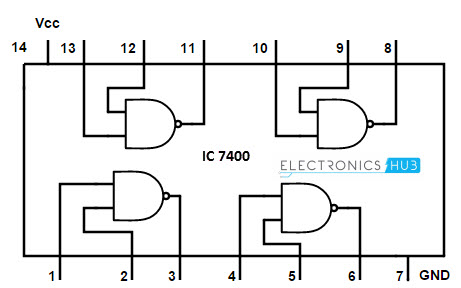 Vcc
14 13 12 11 10 9 8
IC 7400
ELECTRONICS HUB
1 2 3 4 5 6 7 GND